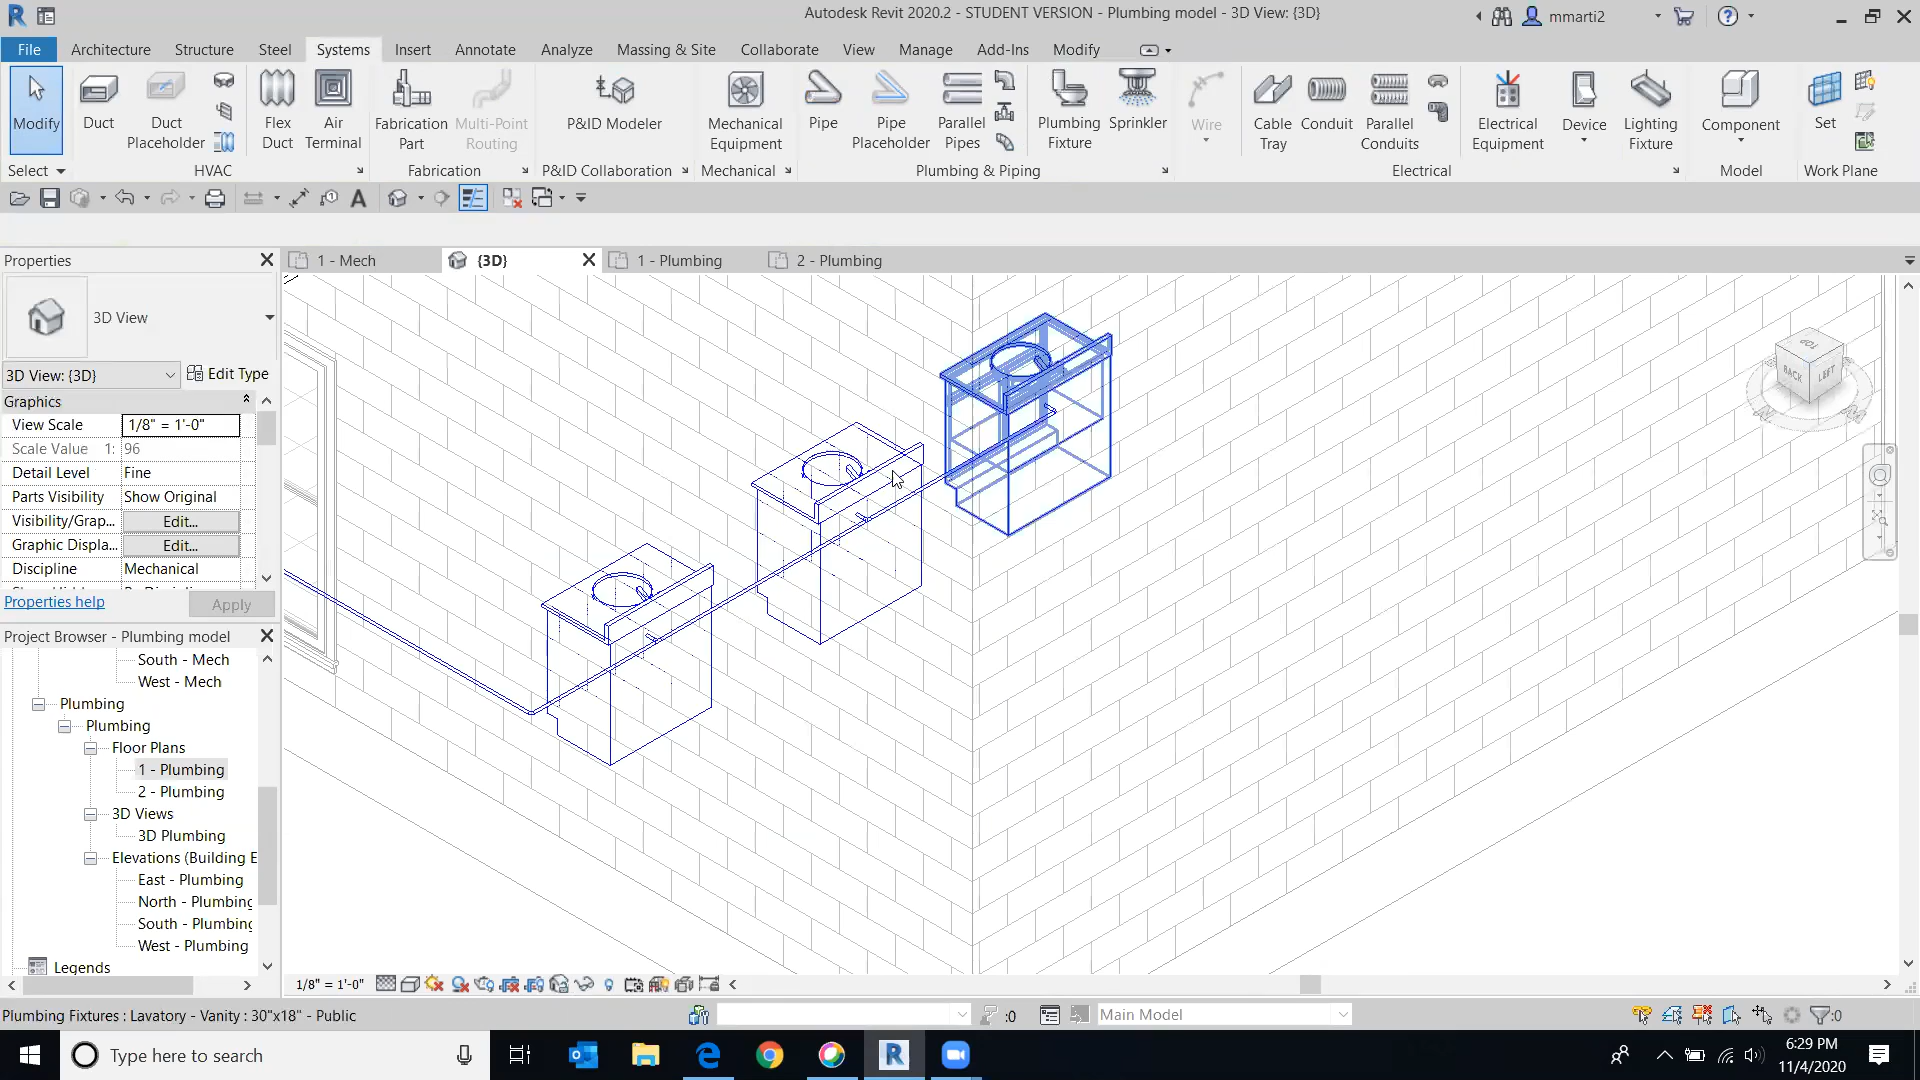 Autodesk Revit 2020.2 - STUDENT VERSION - Plumbing model - 3D View: {3D}
mmarti2
File Architecture Structure Steel Systems Insert Annotate Analyze Massing & Site Collaborate View Manage Add-Ins Modify
Modify
Duct
Duct Placeholder
Flex Duct
Air Terminal
Fabrication Part
Multi-Point Routing
P&ID Modeler
Mechanical Equipment
Pipe
Pipe Placeholder
Parallel Pipes
Plumbing Fixture
Sprinkler
Wire
Cable Tray
Conduit
Parallel Conduits
Electrical Equipment
Device
Lighting Fixture
Component
Set
Select HVAC Fabrication P&ID Collaboration Mechanical Plumbing & Piping Electrical Model Work Plane
Properties
1 - Mech {3D} 1 - Plumbing 2 - Plumbing
3D View
3D View: {3D} Edit Type
Graphics
View Scale 1/8" = 1'-0"
Scale Value 1: 96
Detail Level Fine
Parts Visibility Show Original
Visibility/Grap... Edit...
Graphic Displa... Edit...
Discipline Mechanical
Properties help Apply
Project Browser - Plumbing model
South - Mech
West - Mech
Plumbing
Plumbing
Floor Plans
1 - Plumbing
2 - Plumbing
3D Views
3D Plumbing
Elevations (Building E
East - Plumbing
North - Plumbing
South - Plumbing
West - Plumbing
Legends
TOP
BACK LEFT
1/8" = 1'-0"
Plumbing Fixtures : Lavatory - Vanity : 30"x18" - Public
:0
Main Model
:0
Type here to search
6:29 PM
11/4/2020